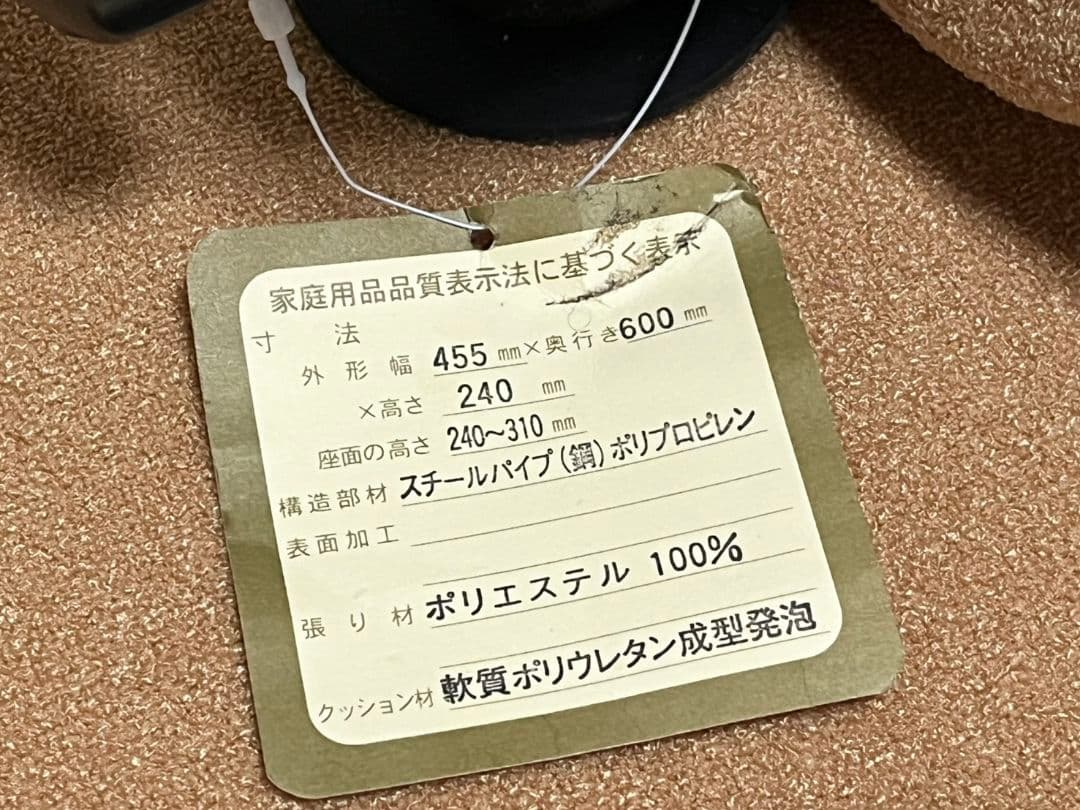 家庭用品品質表示法に基づく表示
寸法
外形幅 455 mm×奥行き600 mm
×高さ 240 mm
座面の高さ 240〜310 mm
構造部材 スチールパイプ(鋼)ポリプロピレン
表面加工
張り材 ポリエステル 100%
クッション材 軟質ポリウレタン成型発泡